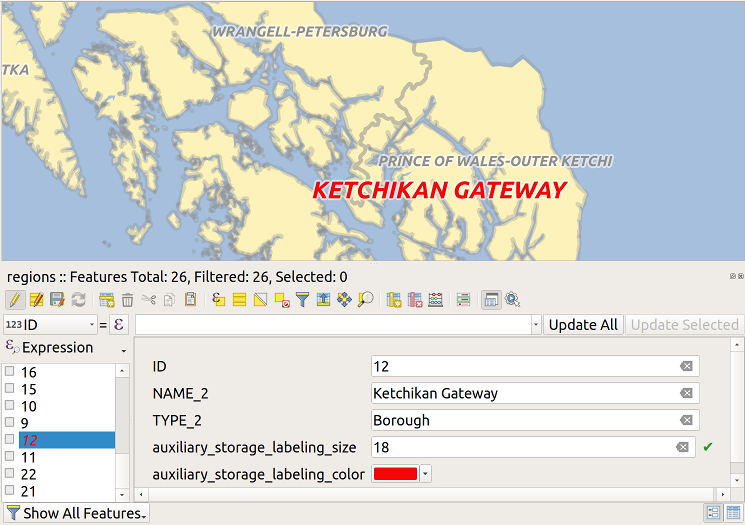 WRANGELL-PETERSBURG
TKA
PRINCE OF WALES-OUTER KETCHI
KETCHIKAN GATEWAY
regions :: Features Total: 26, Filtered: 26, Selected: 0
123 ID = ε Update All Update Selected
ε Expression
16
15
10
9
12
11
22
21
ID 12
NAME_2 Ketchikan Gateway
TYPE_2 Borough
auxiliary_storage_labeling_size 18
auxiliary_storage_labeling_color
Show All Features